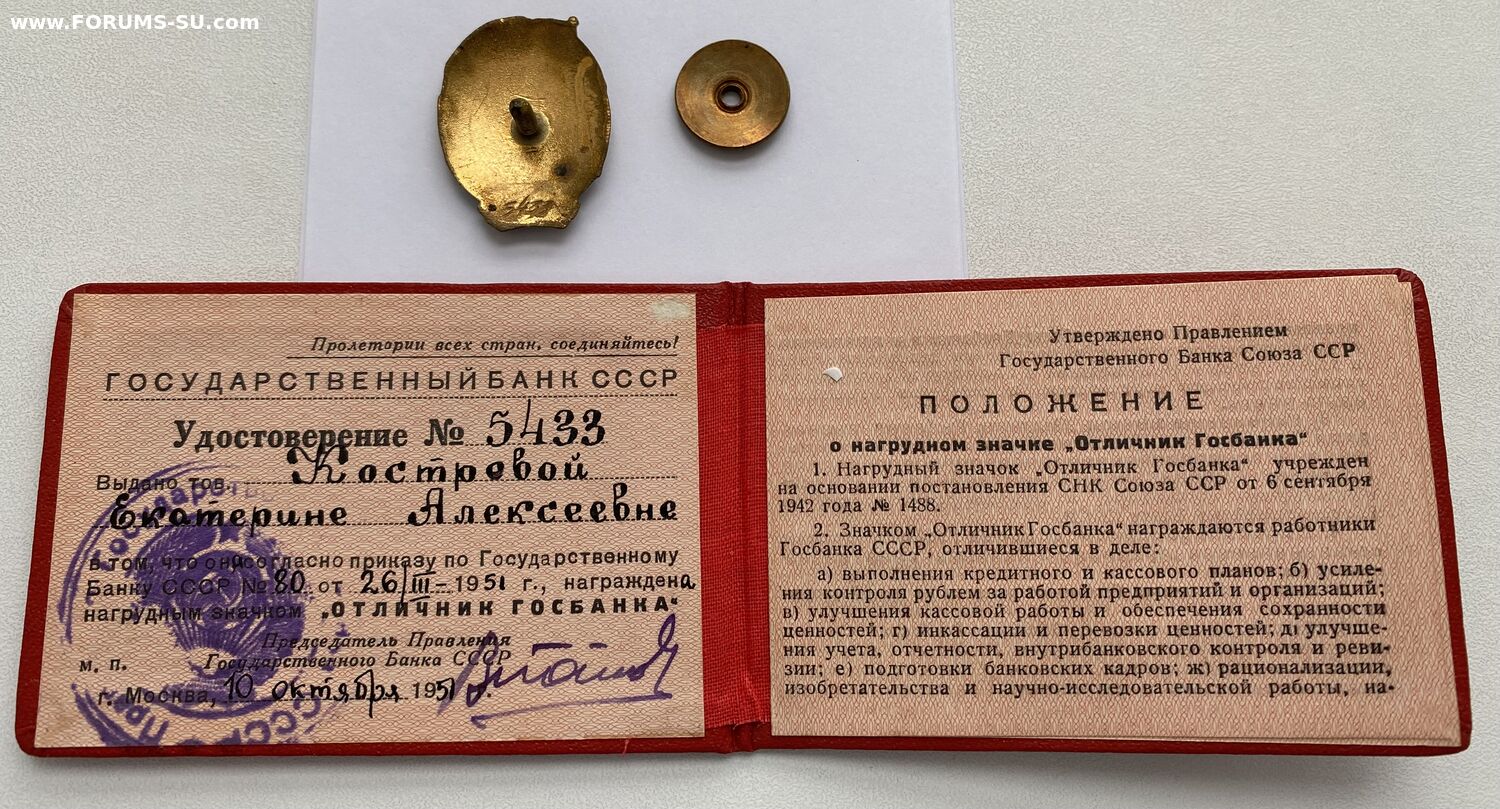 www.FORUMS-SU.com
Пролетарии всех стран, соединяйтесь!
ГОСУДАРСТВЕННЫЙ БАНК СССР
Удостоверение № 5433
Выдано тов. Костровой
Екатерине Алексеевне
в том, что она согласно приказу по Государственному
Банку СССР № 80 от 26/III-1951 г., награждена
нагрудным значком „ОТЛИЧНИК ГОСБАНКА"
Председатель Правления
Государственного Банка СССР
м. п.
г. Москва, 10 октября 1951 г.
Утверждено Правлением
Государственного Банка Союза ССР
ПОЛОЖЕНИЕ
о нагрудном значке „Отличник Госбанка"
1. Нагрудный значок „Отличник Госбанка" учрежден
на основании постановления СНК Союза ССР от 6 сентября
1942 года № 1488.
2. Значком „Отличник Госбанка" награждаются работники
Госбанка СССР, отличившиеся в деле:
а) выполнения кредитного и кассового планов; б) усиле-
ния контроля рублем за работой предприятий и организаций;
в) улучшения кассовой работы и обеспечения сохранности
ценностей; г) инкассации и перевозки ценностей; д) улучше-
ния учета, отчетности, внутрибанковского контроля и реви-
зии; е) подготовки банковских кадров; ж) рационализации,
изобретательства и научно-исследовательской работы, на-